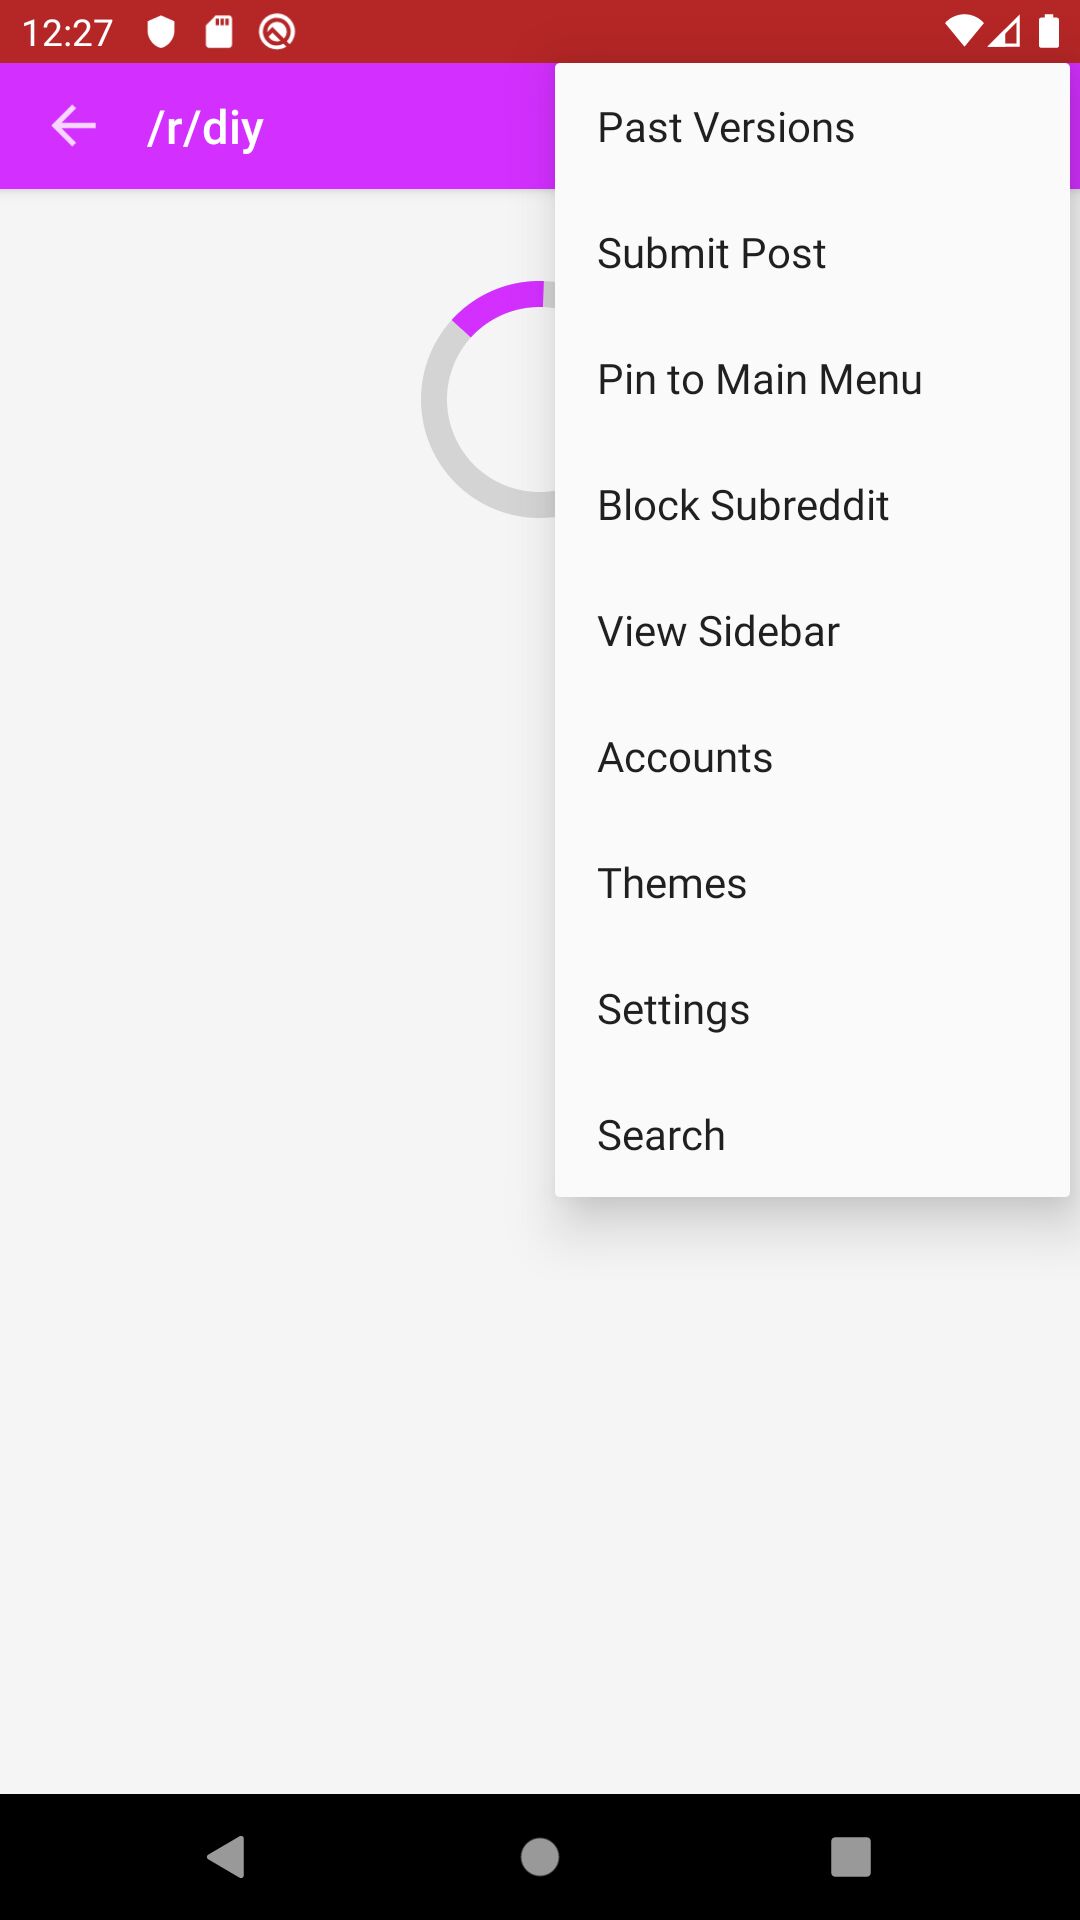 12:27
/r/diy
Past Versions
Submit Post
Pin to Main Menu
Block Subreddit
View Sidebar
Accounts
Themes
Settings
Search